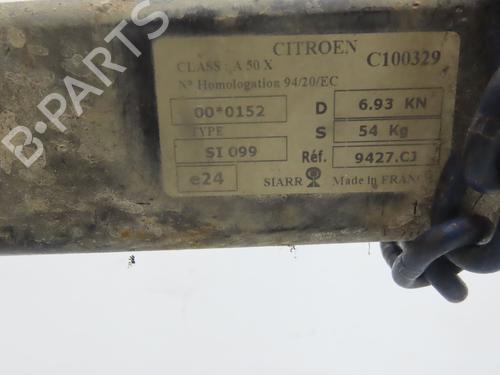 CITROEN
CLASS : A 50 X C100329
N° Homologation 94/20/EC
00*0152 D 6.93 KN
TYPE S 54 Kg
SI 099 Réf. 9427.CJ
e24 SIARR Made in FRANC
B-PARTS